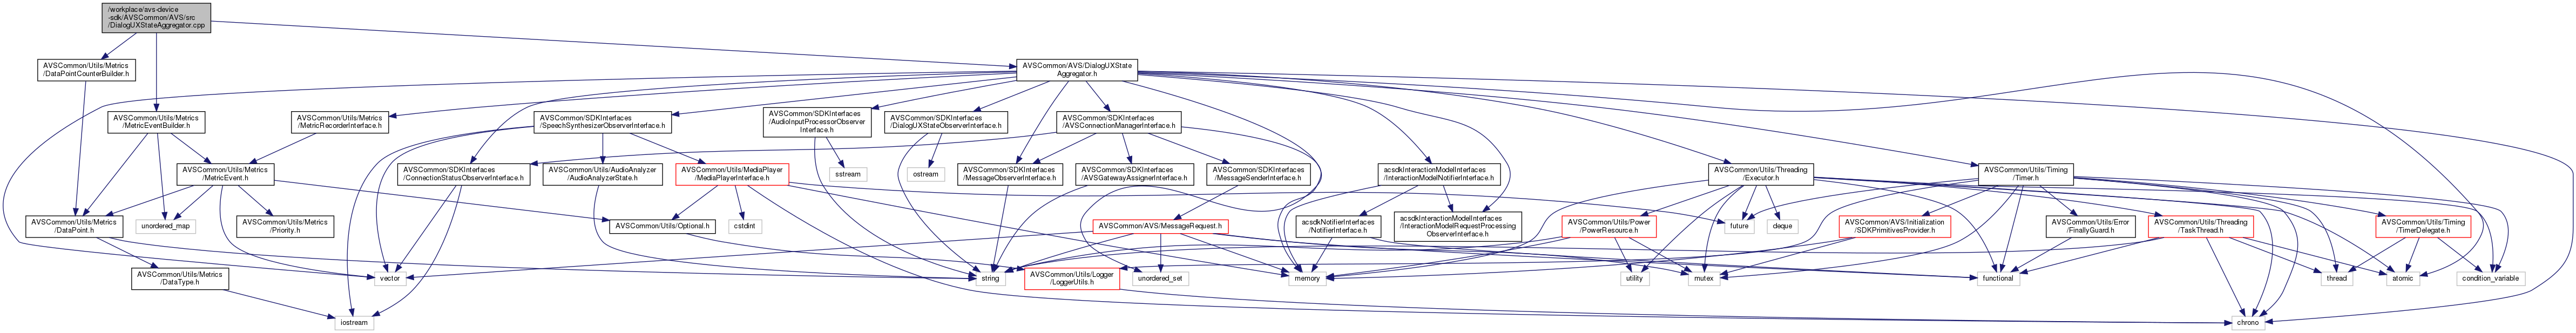 /workplace/avs-device
-sdk/AVSCommon/AVS/src
/DialogUXStateAggregator.cpp
AVSCommon/Utils/Metrics
/DataPointCounterBuilder.h
AVSCommon/AVS/DialogUXState
Aggregator.h
AVSCommon/Utils/Metrics
/MetricEventBuilder.h
AVSCommon/Utils/Metrics
/MetricRecorderInterface.h
AVSCommon/SDKInterfaces
/SpeechSynthesizerObserverInterface.h
AVSCommon/SDKInterfaces
/AudioInputProcessorObserver
Interface.h
AVSCommon/SDKInterfaces
/DialogUXStateObserverInterface.h
AVSCommon/SDKInterfaces
/AVSConnectionManagerInterface.h
AVSCommon/Utils/Metrics
/MetricEvent.h
AVSCommon/SDKInterfaces
/ConnectionStatusObserverInterface.h
AVSCommon/Utils/AudioAnalyzer
/AudioAnalyzerState.h
AVSCommon/Utils/MediaPlayer
/MediaPlayerInterface.h
sstream
ostream
AVSCommon/SDKInterfaces
/MessageObserverInterface.h
AVSCommon/SDKInterfaces
/AVSGatewayAssignerInterface.h
AVSCommon/SDKInterfaces
/MessageSenderInterface.h
acsdkInteractionModelInterfaces
/InteractionModelNotifierInterface.h
AVSCommon/Utils/Threading
/Executor.h
AVSCommon/Utils/Timing
/Timer.h
AVSCommon/Utils/Metrics
/DataPoint.h
unordered_map
AVSCommon/Utils/Metrics
/Priority.h
AVSCommon/Utils/Optional.h
cstdint
AVSCommon/AVS/MessageRequest.h
acsdkNotifierInterfaces
/NotifierInterface.h
acsdkInteractionModelInterfaces
/InteractionModelRequestProcessing
ObserverInterface.h
AVSCommon/Utils/Power
/PowerResource.h
future
deque
AVSCommon/AVS/Initialization
/SDKPrimitivesProvider.h
AVSCommon/Utils/Error
/FinallyGuard.h
AVSCommon/Utils/Threading
/TaskThread.h
AVSCommon/Utils/Timing
/TimerDelegate.h
AVSCommon/Utils/Metrics
/DataType.h
vector
string
AVSCommon/Utils/Logger
/LoggerUtils.h
unordered_set
memory
utility
mutex
functional
thread
atomic
condition_variable
iostream
chrono